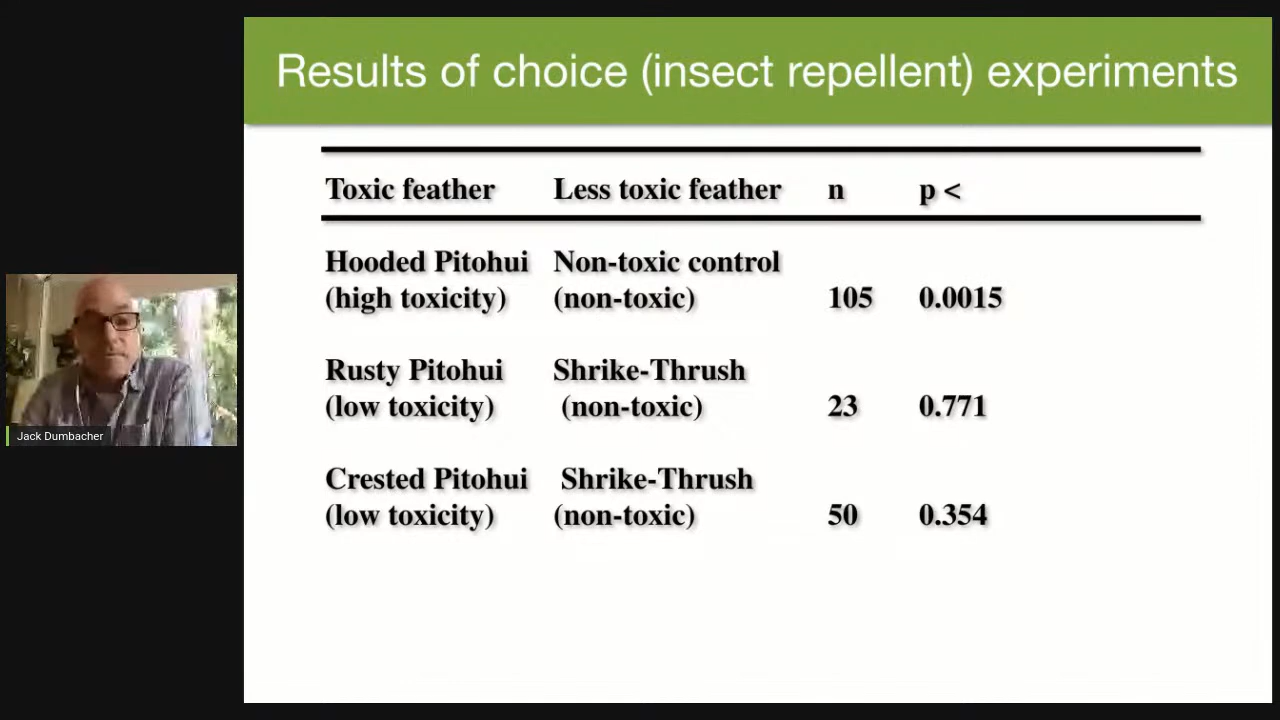 Results of choice (insect repellent) experiments
Toxic feather Less toxic feather n p <
Hooded Pitohui Non-toxic control
(high toxicity) (non-toxic) 105 0.0015
Rusty Pitohui Shrike-Thrush
(low toxicity) (non-toxic) 23 0.771
Crested Pitohui Shrike-Thrush
(low toxicity) (non-toxic) 50 0.354
Jack Dumbacher